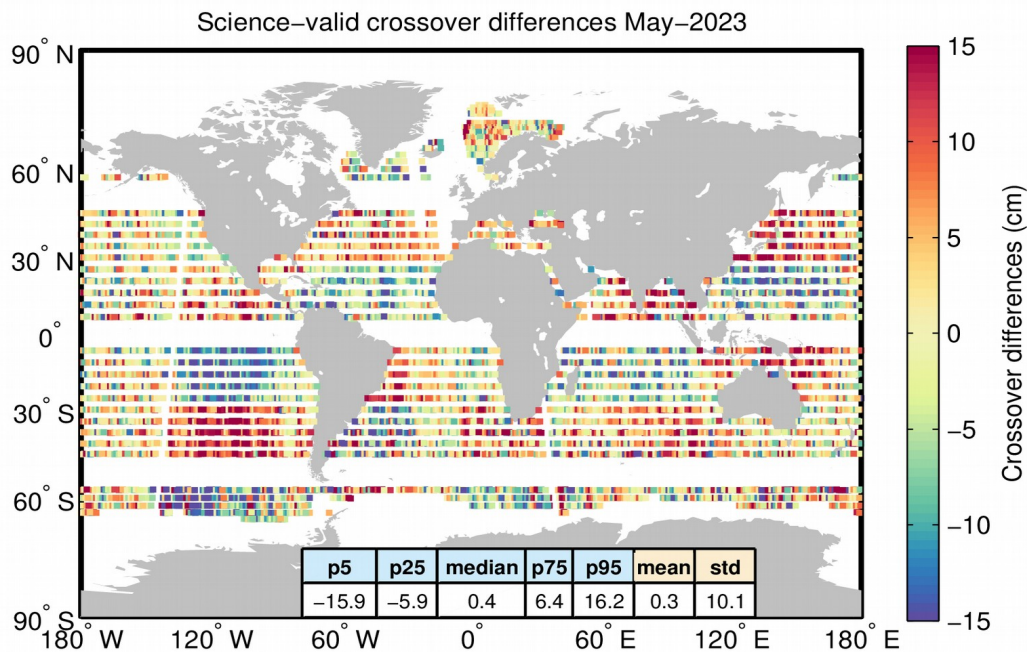 Science−valid crossover differences May−2023
90° N
60° N
30° N
0°
30° S
60° S
90° S
180° W
120° W
60° W
0°
60° E
120° E
180° E
p5 p25 median p75 p95 mean std
−15.9 −5.9 0.4 6.4 16.2 0.3 10.1
15
10
5
0
−5
−10
−15
Crossover differences (cm)